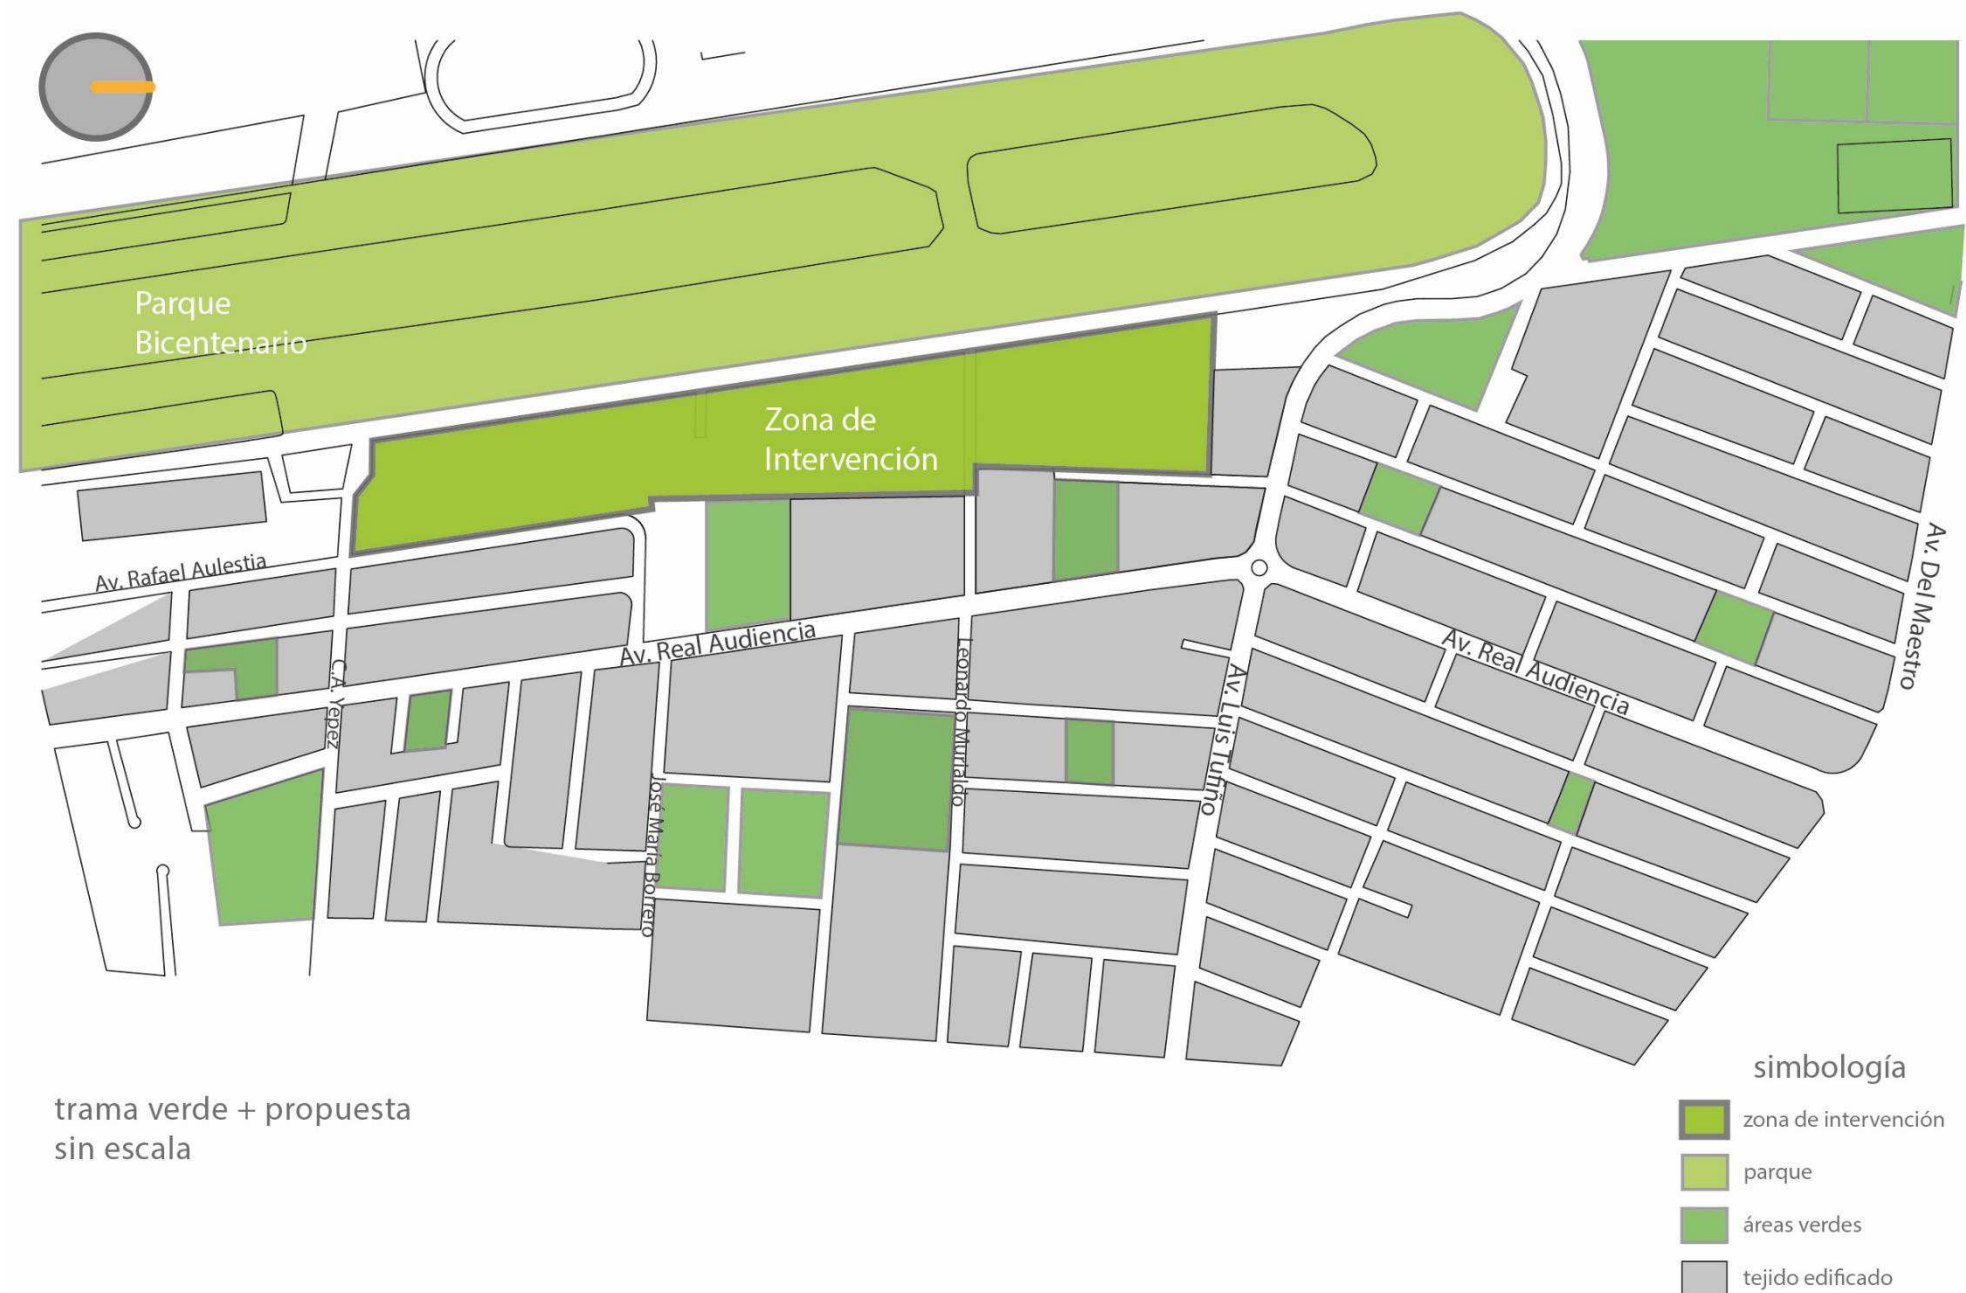 Parque
Bicentenario
Zona de
Intervención
Av. Rafael Aulestia
Av. Real Audiencia
C.A. Yepez
José María Borrero
Leonardo Murialdo
Av. Luis Tufiño
Av. Real Audiencia
Av. Del Maestro
trama verde + propuesta
sin escala
simbología
zona de intervención
parque
áreas verdes
tejido edificado